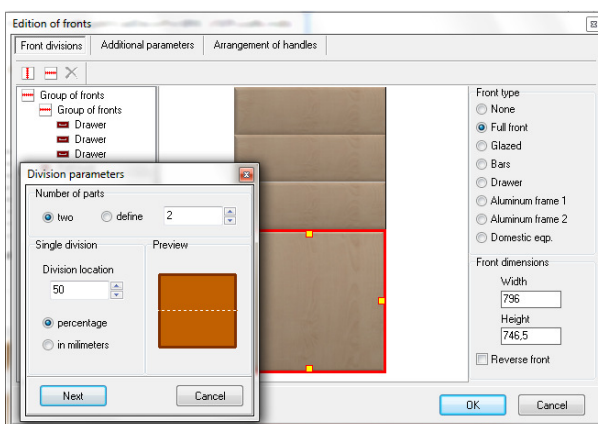 Edition of fronts
Front divisions Additional parameters Arrangement of handles
Group of fronts
Group of fronts
Drawer
Drawer
Drawer
Division parameters
Number of parts
two define 2
Single division
Division location
50
percentage
in milimeters
Preview
Next Cancel
Front type
None
Full front
Glazed
Bars
Drawer
Aluminum frame 1
Aluminum frame 2
Domestic eqp.
Front dimensions
Width
796
Height
746,5
Reverse front
OK Cancel